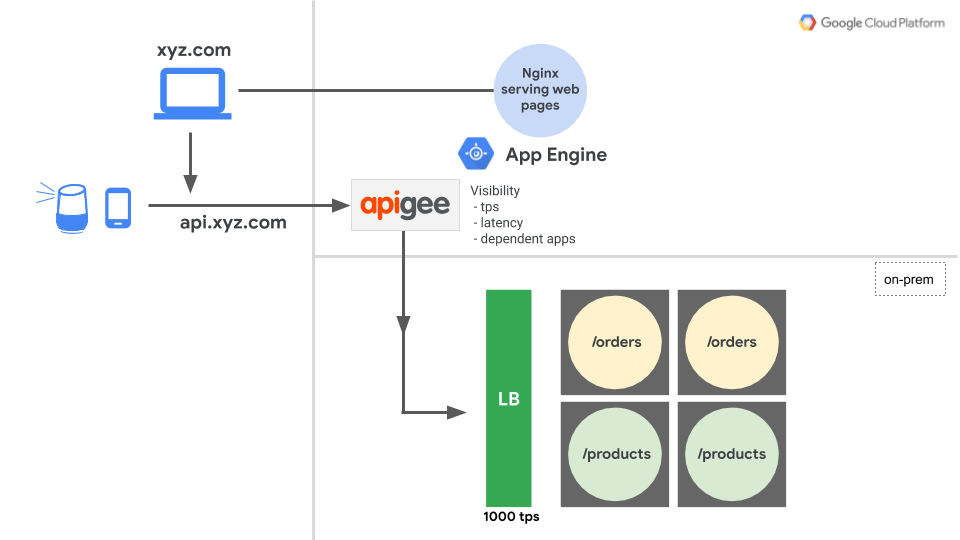 Google Cloud Platform
xyz.com
Nginx
serving web
pages
App Engine
api.xyz.com
apigee
Visibility
- tps
- latency
- dependent apps
on-prem
LB
1000 tps
/orders
/orders
/products
/products